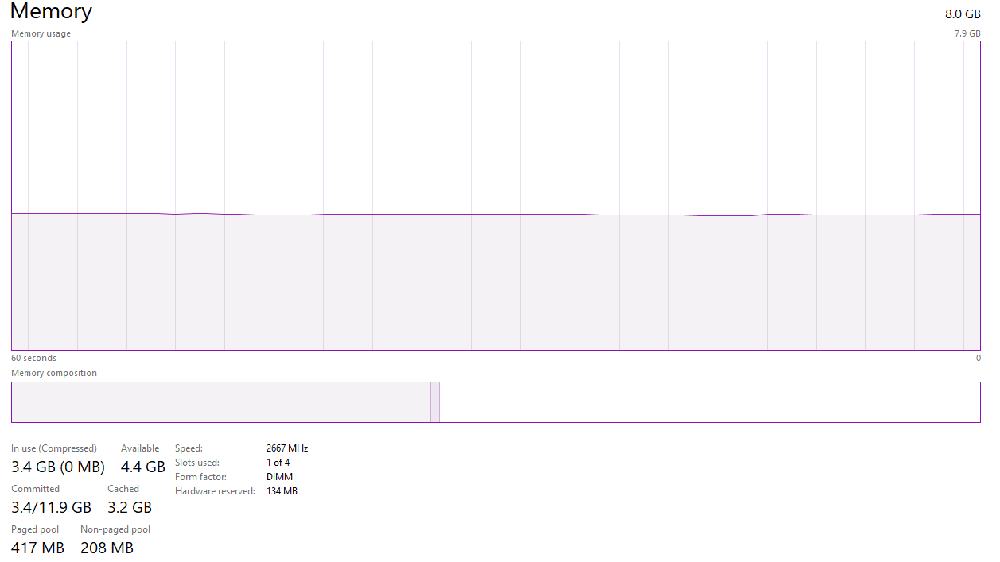 Memory 8.0 GB
Memory usage 7.9 GB
60 seconds 0
Memory composition
In use (Compressed) Available
3.4 GB (0 MB) 4.4 GB
Committed Cached
3.4/11.9 GB 3.2 GB
Paged pool Non-paged pool
417 MB 208 MB
Speed: 2667 MHz
Slots used: 1 of 4
Form factor: DIMM
Hardware reserved: 134 MB